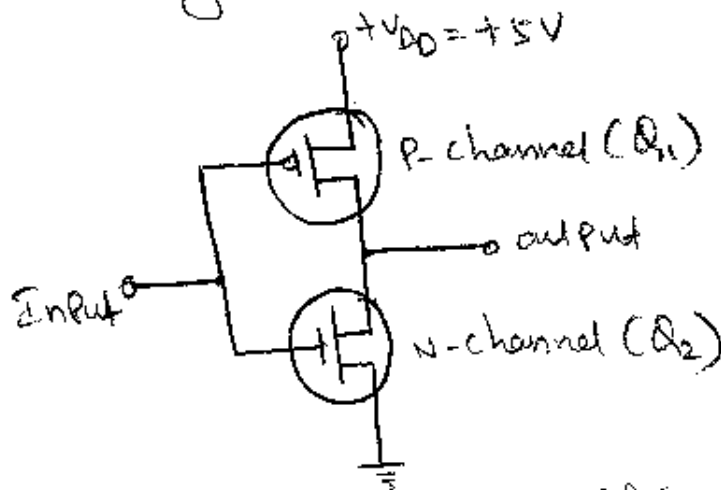 +VDD = +5V
P-channel (Q1)
output
Input
N-channel (Q2)